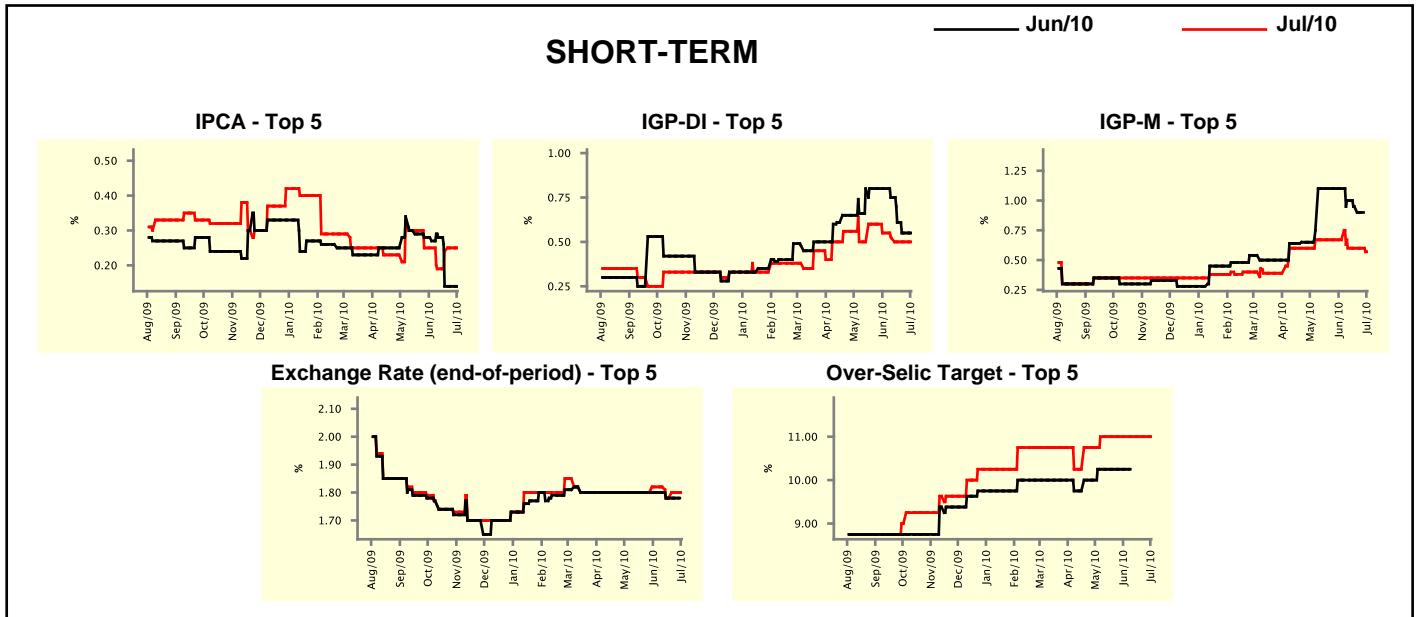 Jun/10 Jul/10
SHORT-TERM
IPCA - Top 5
0.50
0.40
0.30
0.20
%
Aug/09 Sep/09 Oct/09 Nov/09 Dec/09 Jan/10 Feb/10 Mar/10 Apr/10 May/10 Jun/10 Jul/10
IGP-DI - Top 5
1.00
0.75
0.50
0.25
%
Aug/09 Sep/09 Oct/09 Nov/09 Dec/09 Jan/10 Feb/10 Mar/10 Apr/10 May/10 Jun/10 Jul/10
IGP-M - Top 5
1.25
1.00
0.75
0.50
0.25
%
Aug/09 Sep/09 Oct/09 Nov/09 Dec/09 Jan/10 Feb/10 Mar/10 Apr/10 May/10 Jun/10 Jul/10
Exchange Rate (end-of-period) - Top 5
2.10
2.00
1.90
1.80
1.70
%
Aug/09 Sep/09 Oct/09 Nov/09 Dec/09 Jan/10 Feb/10 Mar/10 Apr/10 May/10 Jun/10 Jul/10
Over-Selic Target - Top 5
11.00
10.00
9.00
%
Aug/09 Sep/09 Oct/09 Nov/09 Dec/09 Jan/10 Feb/10 Mar/10 Apr/10 May/10 Jun/10 Jul/10